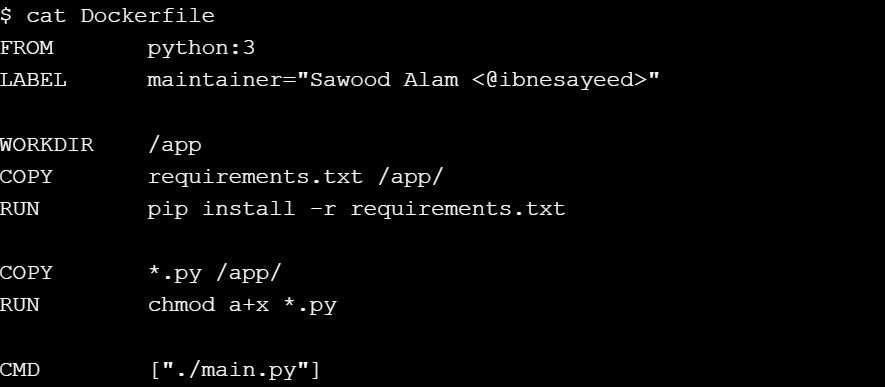 $ cat Dockerfile
FROM python:3
LABEL maintainer="Sawood Alam <@ibnesayeed>"
WORKDIR /app
COPY requirements.txt /app/
RUN pip install -r requirements.txt
COPY *.py /app/
RUN chmod a+x *.py
CMD ["./main.py"]